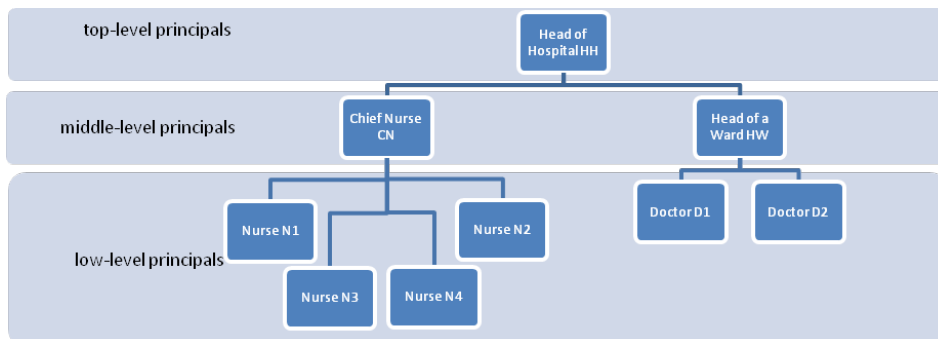 top-level principals
Head of
Hospital HH
middle-level principals
Chief Nurse
CN
Head of a
Ward HW
low-level principals
Nurse N1
Nurse N2
Doctor D1
Doctor D2
Nurse N3
Nurse N4